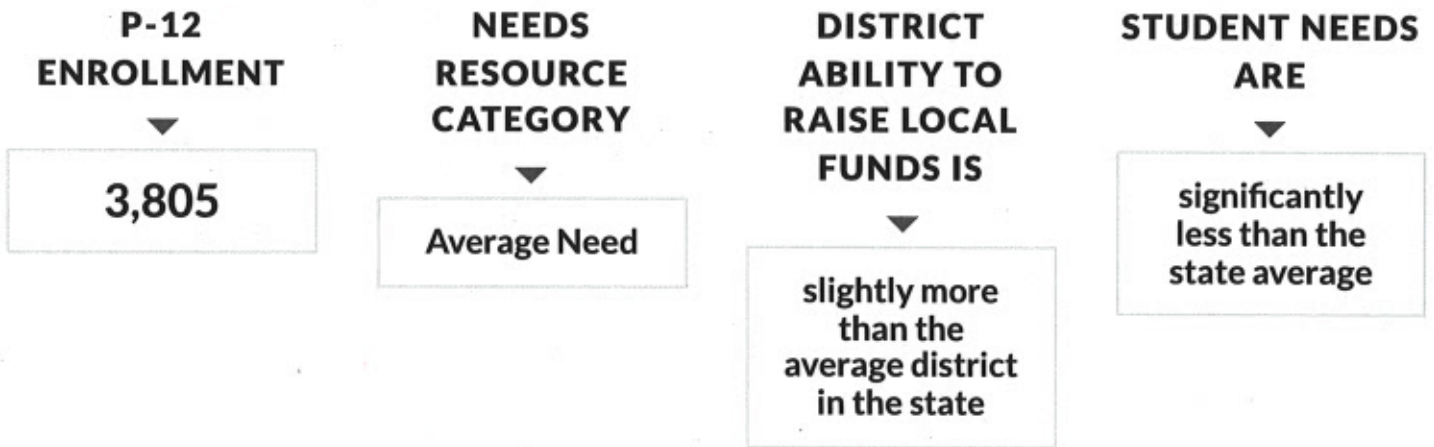 P-12
ENROLLMENT
3,805
NEEDS
RESOURCE
CATEGORY
Average Need
DISTRICT
ABILITY TO
RAISE LOCAL
FUNDS IS
slightly more
than the
average district
in the state
STUDENT NEEDS
ARE
significantly
less than the
state average